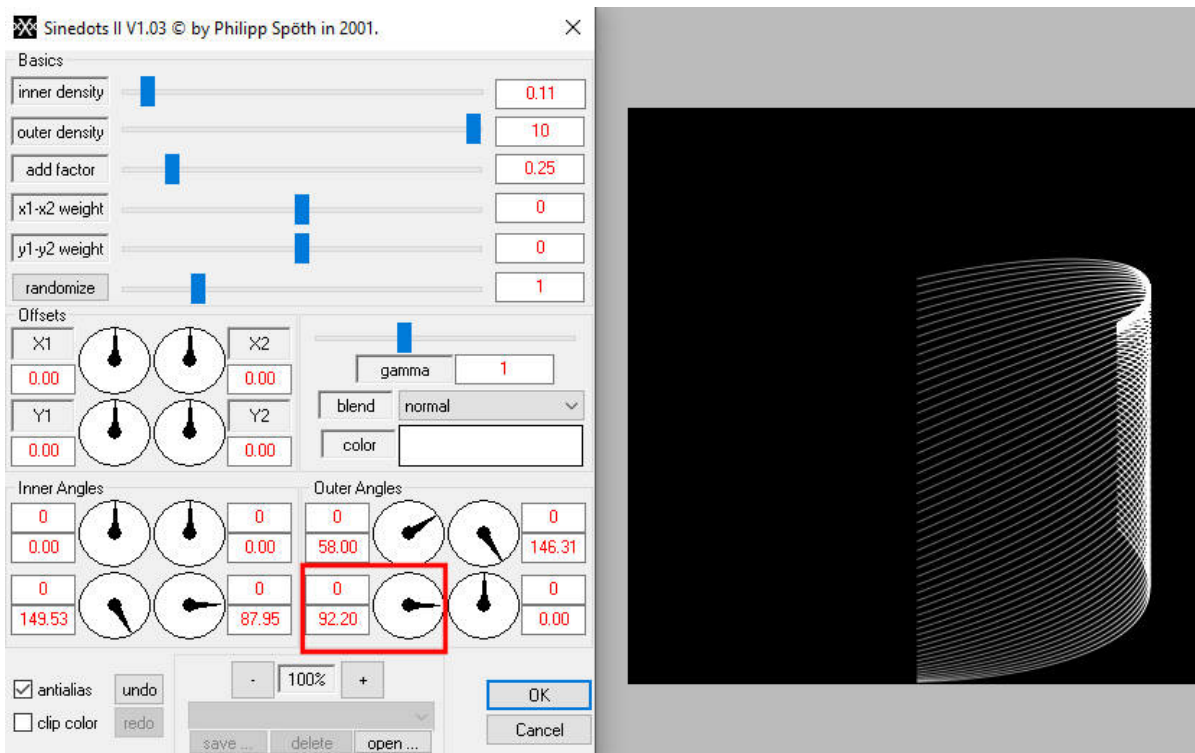 Sinedots II V1.03 © by Philipp Spöth in 2001.
Basics
inner density 0.11
outer density 10
add factor 0.25
x1-x2 weight 0
y1-y2 weight 0
randomize 1
Offsets
X1 X2
0.00 0.00
gamma 1
Y1 Y2
0.00 0.00
blend normal
color
Inner Angles
0 0
0.00 0.00
0 0
149.53 87.95
Outer Angles
0 0
58.00 146.31
0 0
92.20 0.00
antialias undo
clip color redo
- 100% +
save ... delete open ...
OK
Cancel